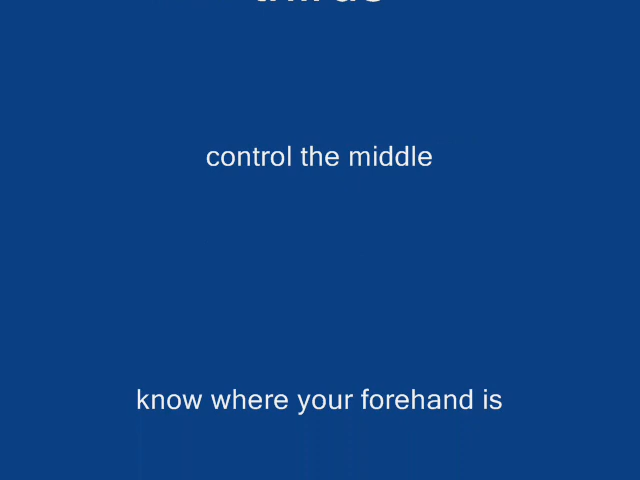 control the middle
know where your forehand is